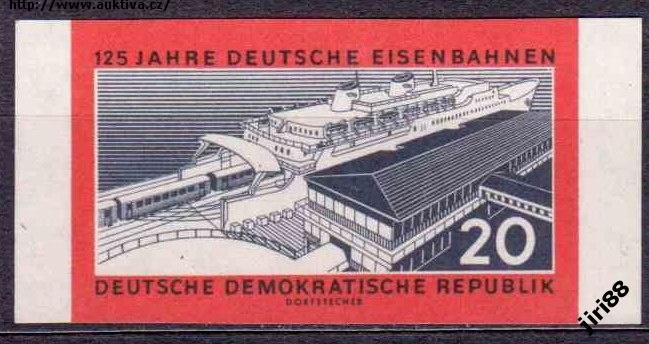 http://www.auktiva.cz/
125 JAHRE DEUTSCHE EISENBAHNEN
20
DEUTSCHE DEMOKRATISCHE REPUBLIK
DORFSTECHER
jiri88